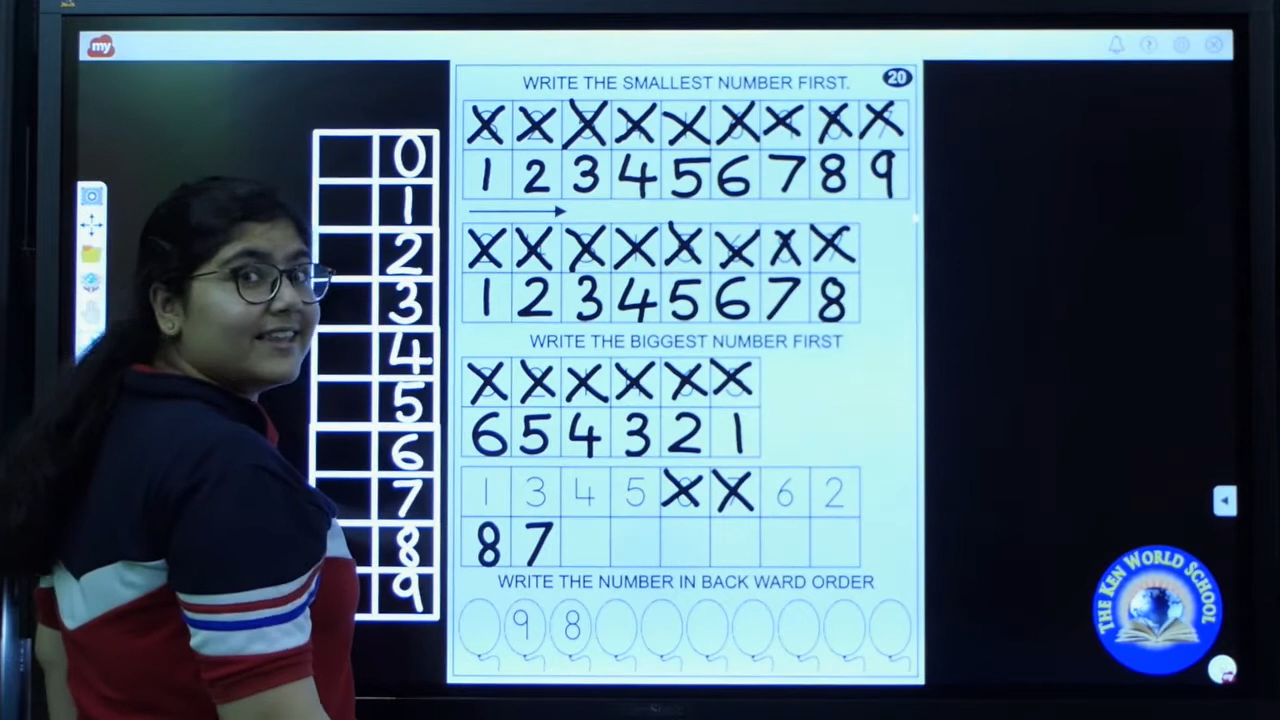 my
WRITE THE SMALLEST NUMBER FIRST.
20
1 2 3 4 5 6 7 8 9
1 2 3 4 5 6 7 8
WRITE THE BIGGEST NUMBER FIRST
6 5 4 3 2 1
1 3 4 5 6 2
8 7
WRITE THE NUMBER IN BACK WARD ORDER
9 8
0
1
2
3
4
5
6
7
8
9
THE KEN WORLD SCHOOL